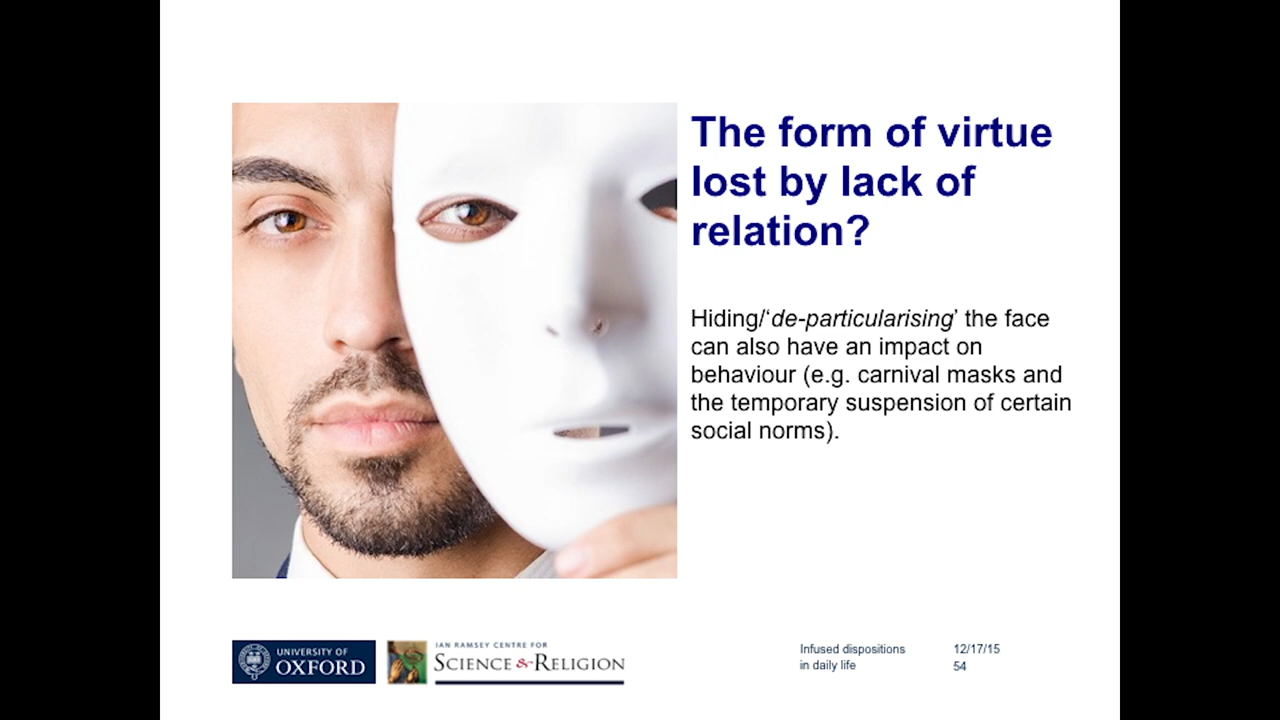 The form of virtue
lost by lack of
relation?
Hiding/‘de-particularising’ the face
can also have an impact on
behaviour (e.g. carnival masks and
the temporary suspension of certain
social norms).
UNIVERSITY OF
OXFORD
IAN RAMSEY CENTRE FOR
SCIENCE & RELIGION
Infused dispositions
in daily life
12/17/15
54